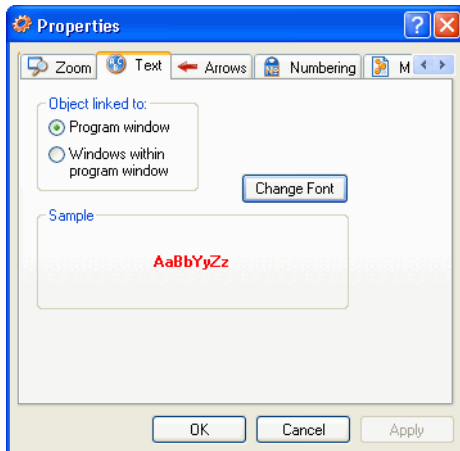 Properties
Zoom
Text
Arrows
Numbering
M
Object linked to:
Program window
Windows within
program window
Change Font
Sample
AaBbYyZz
OK
Cancel
Apply